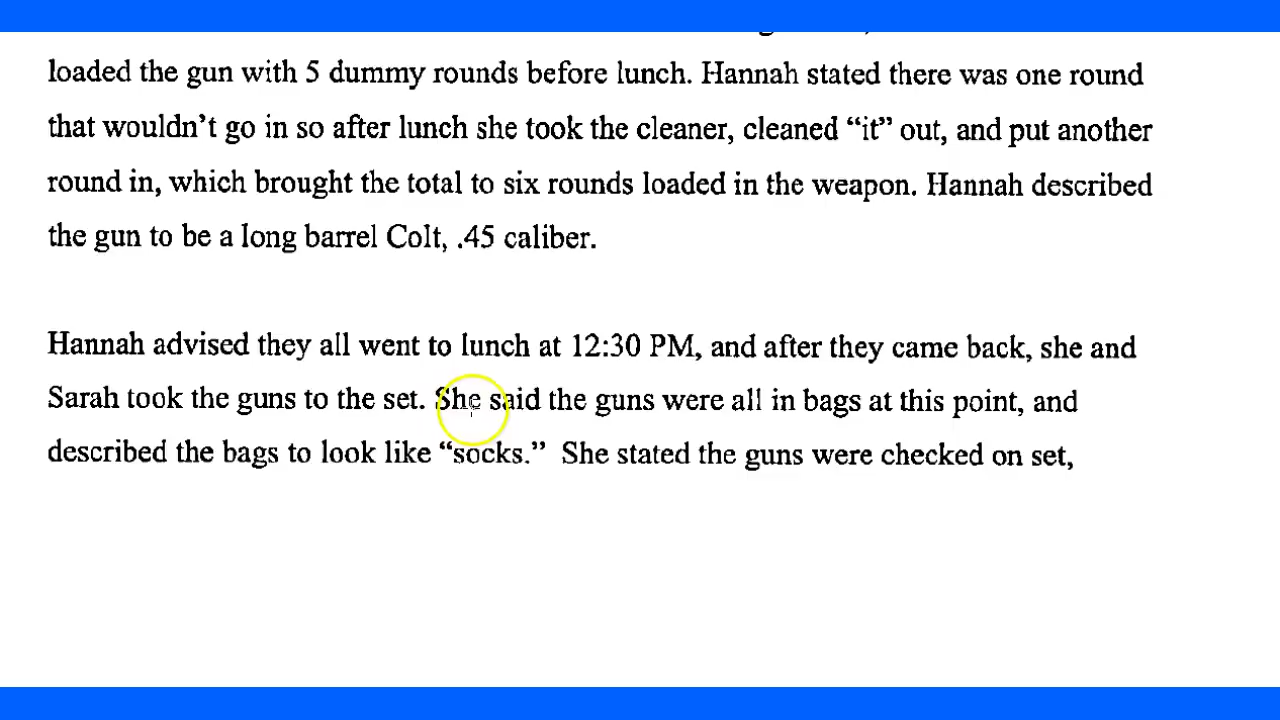 loaded the gun with 5 dummy rounds before lunch. Hannah stated there was one round
that wouldn’t go in so after lunch she took the cleaner, cleaned “it” out, and put another
round in, which brought the total to six rounds loaded in the weapon. Hannah described
the gun to be a long barrel Colt, .45 caliber.
Hannah advised they all went to lunch at 12:30 PM, and after they came back, she and
Sarah took the guns to the set. She said the guns were all in bags at this point, and
described the bags to look like “socks.” She stated the guns were checked on set,